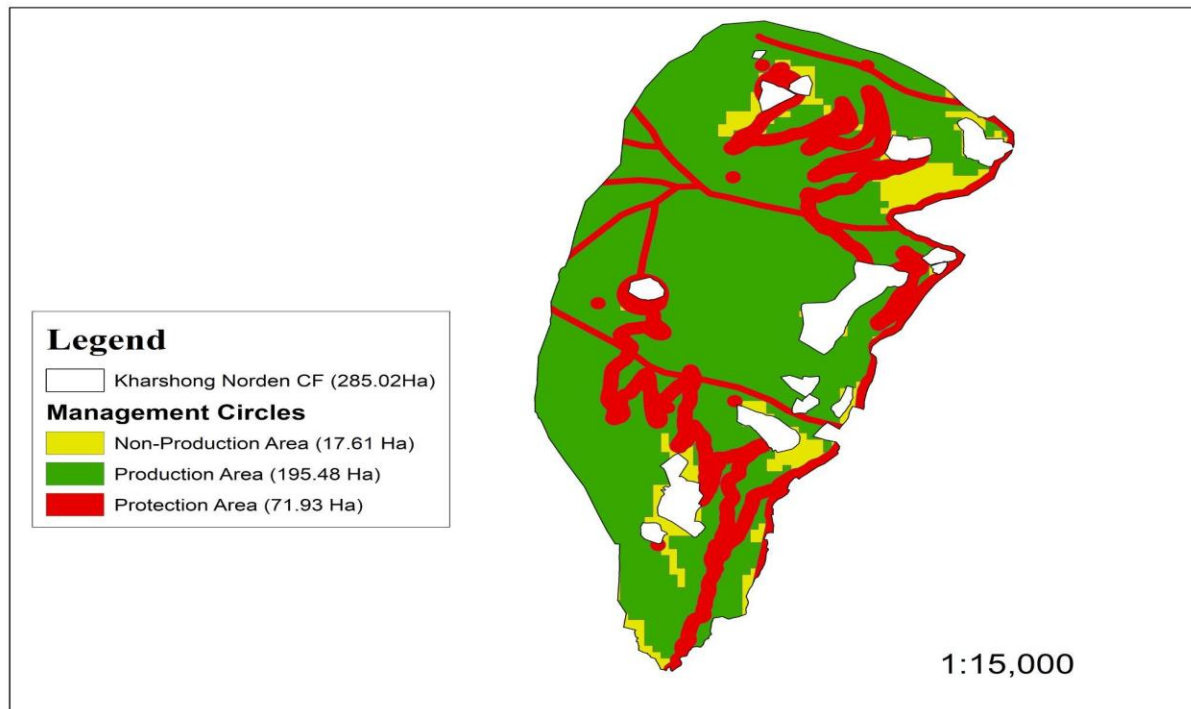 Legend
Kharshong Norden CF (285.02Ha)
Management Circles
Non-Production Area (17.61 Ha)
Production Area (195.48 Ha)
Protection Area (71.93 Ha)
1:15,000